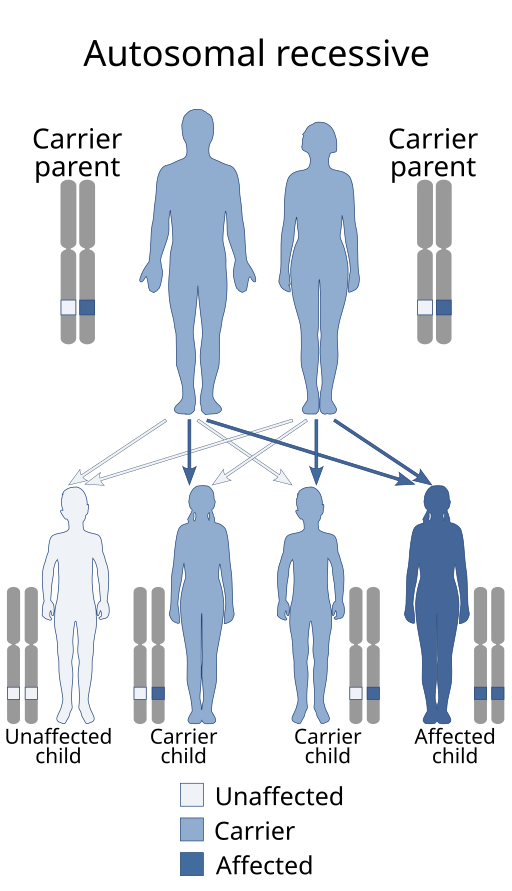 Autosomal recessive
Carrier
parent
Carrier
parent
Unaffected
child
Carrier
child
Carrier
child
Affected
child
Unaffected
Carrier
Affected